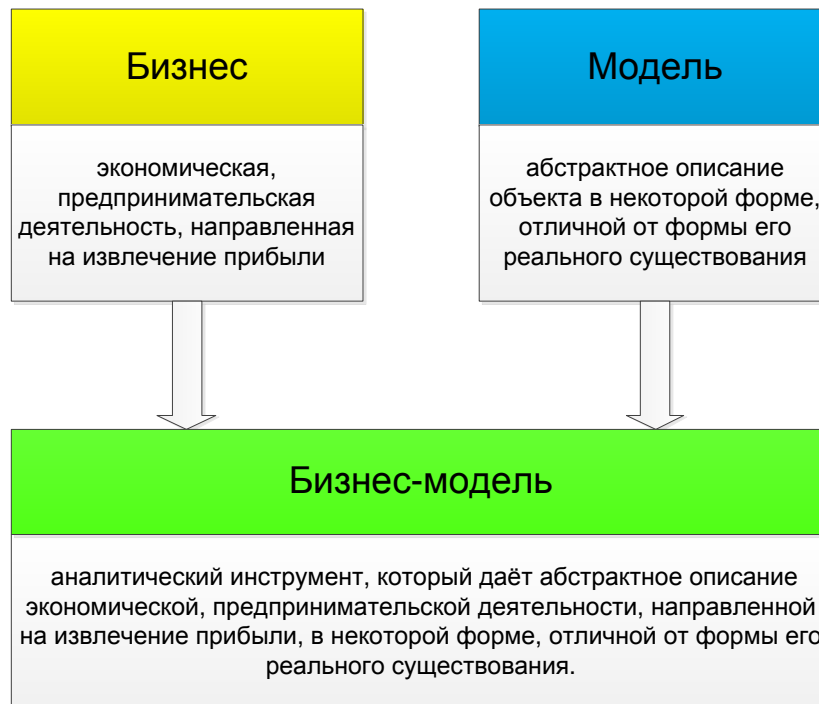 Бизнес
экономическая,
предпринимательская
деятельность, направленная
на извлечение прибыли
Модель
абстрактное описание
объекта в некоторой форме,
отличной от формы его
реального существования
Бизнес-модель
аналитический инструмент, который даёт абстрактное описание
экономической, предпринимательской деятельности, направленной
на извлечение прибыли, в некоторой форме, отличной от формы его
реального существования.